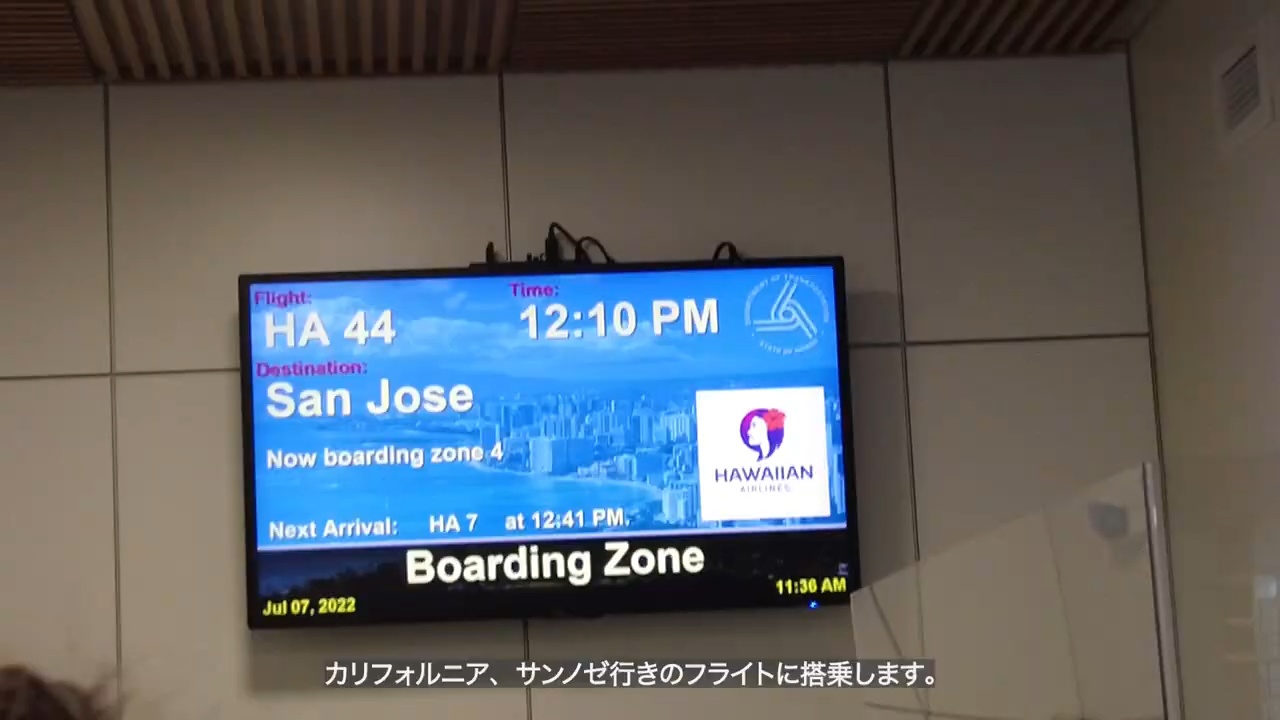 Flight:
HA 44
Time:
12:10 PM
Destination:
San Jose
Now boarding zone 4
HAWAIIAN
AIRLINES
Next Arrival: HA 7 at 12:41 PM.
Boarding Zone
Jul 07, 2022
11:36 AM
カリフォルニア、サンノゼ行きのフライトに搭乗します。